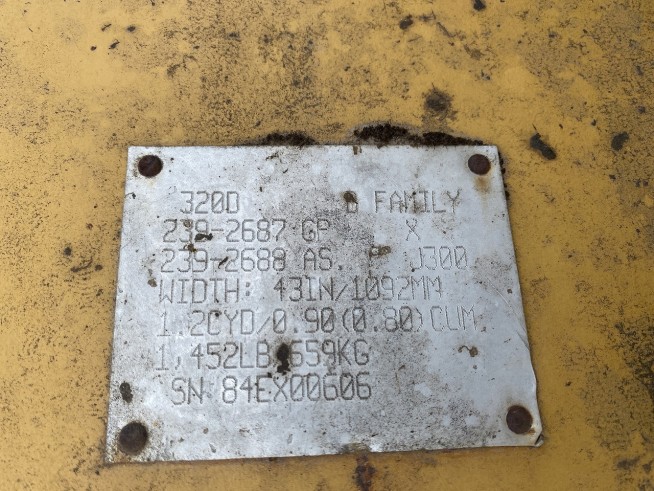 320D B FAMILY
239-2687 GP X
239-2688 AS. J300
WIDTH: 43IN/1092MM
1.2CYD/0.90(0.80)CUM
1,452LB/659KG
SN 84EX00606